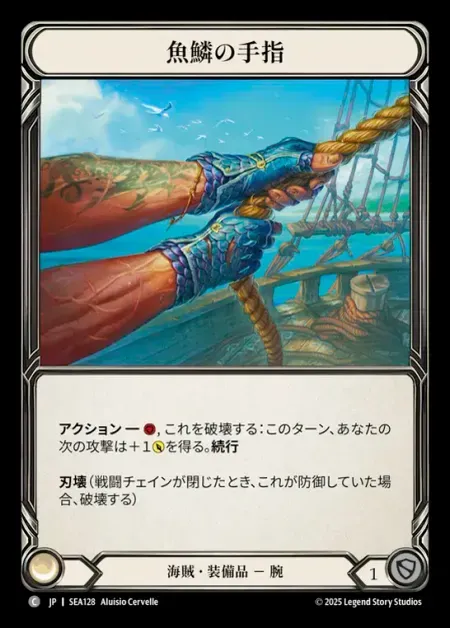 魚鱗の手指
アクション ー , これを破壊する：このターン、あなたの
次の攻撃は＋１を得る。続行
刃壊（戦闘チェインが閉じたとき、これが防御していた場
合、破壊する）
海賊・装備品 － 腕
1
C JP | SEA128 Aluisio Cervelle
© 2025 Legend Story Studios